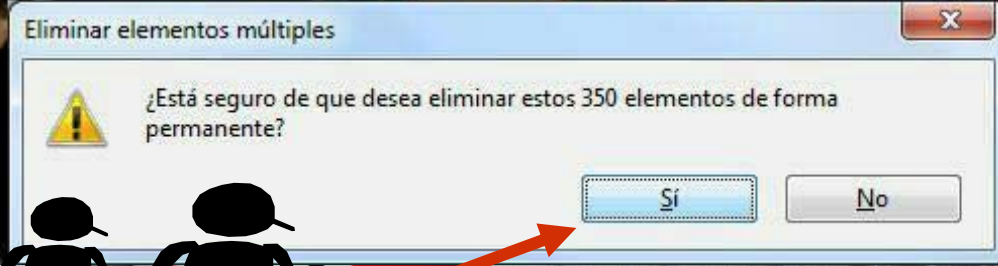 Eliminar elementos múltiples
¿Está seguro de que desea eliminar estos 350 elementos de forma
permanente?
Sí
No